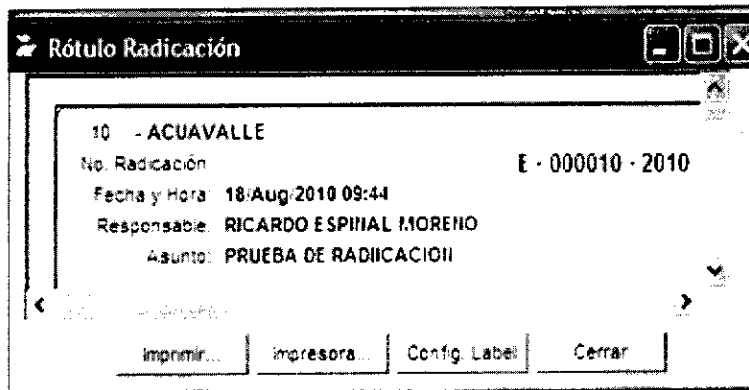 Rótulo Radicación
10 - ACUAVALLE
No. Radicación E - 000010 - 2010
Fecha y Hora: 18/Aug/2010 09:44
Responsable: RICARDO ESPINAL MORENO
Asunto: PRUEBA DE RADIICACION
Imprimir... Impresora... Config. Label Cerrar